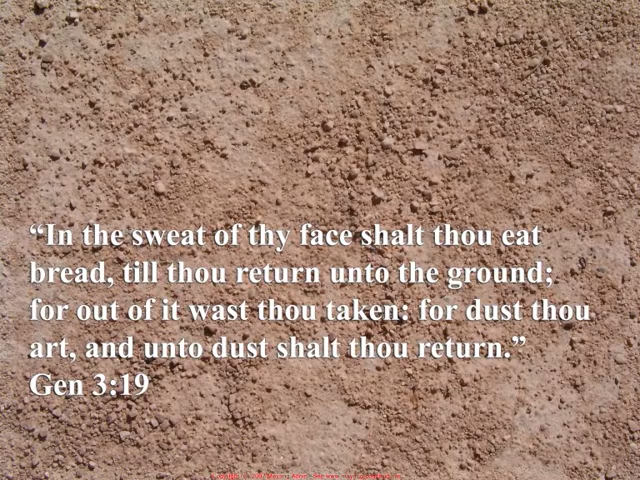 “In the sweat of thy face shalt thou eat
bread, till thou return unto the ground;
for out of it wast thou taken: for dust thou
art, and unto dust shalt thou return.”
Gen 3:19